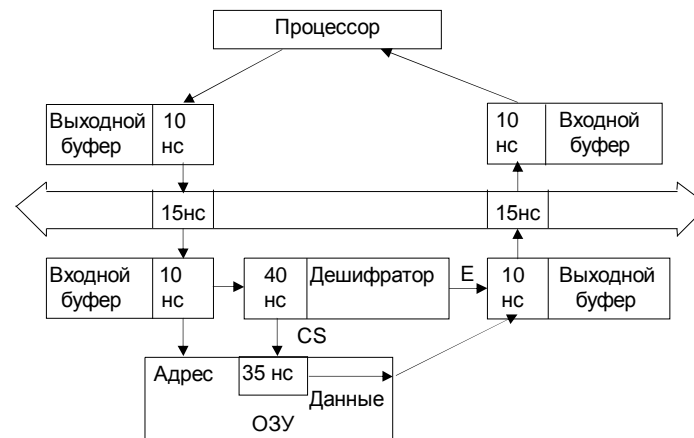 Процессор
Выходной
буфер
10
нс
10
нс
Входной
буфер
15нс
15нс
Входной
буфер
10
нс
40
нс
Дешифратор
E
10
нс
Выходной
буфер
CS
Адрес
35 нс
Данные
ОЗУ